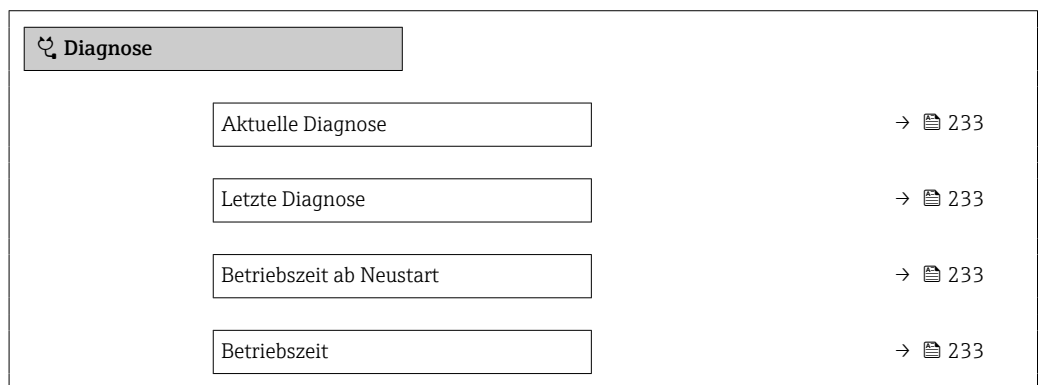 Diagnose
Aktuelle Diagnose → 233
Letzte Diagnose → 233
Betriebszeit ab Neustart → 233
Betriebszeit → 233